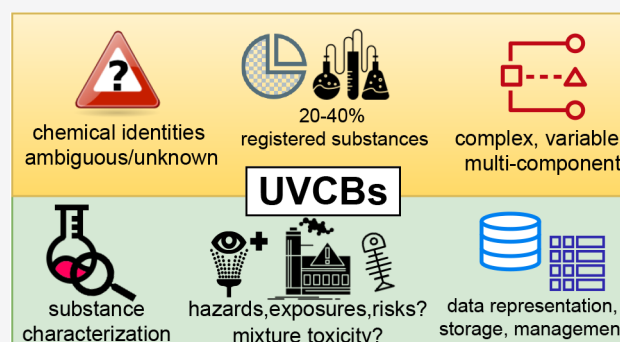 ?
chemical identities
ambiguous/unknown
20-40%
registered substances
complex, variable
multi-component
UVCBs
substance
characterization
hazards,exposures,risks?
mixture toxicity?
data representation,
storage, management